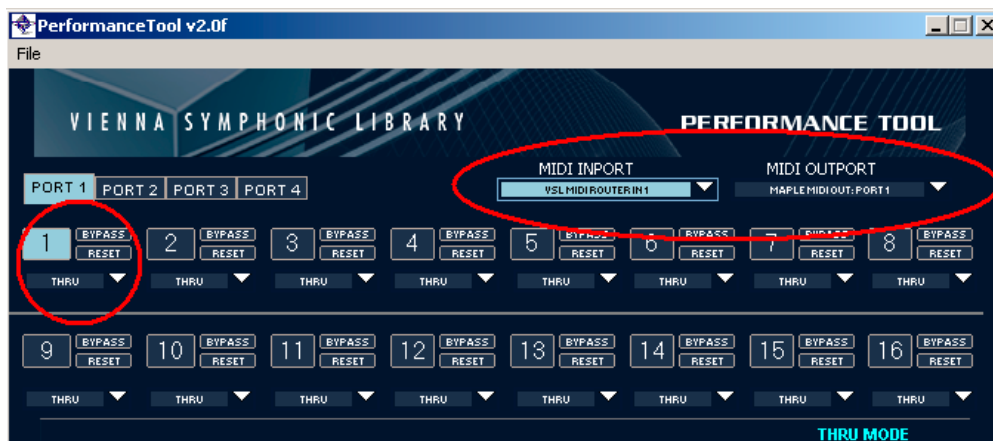 PerformanceTool v2.0f
File
VIENNA SYMPHONIC LIBRARY
PERFORMANCE TOOL
MIDI INPORT MIDI OUTPORT
PORT 1 PORT 2 PORT 3 PORT 4 VSL MIDI ROUTER IN 1 MAPLE MIDI OUT: PORT 1
1 BYPASS 2 BYPASS 3 BYPASS 4 BYPASS 5 BYPASS 6 BYPASS 7 BYPASS 8 BYPASS
RESET RESET RESET RESET RESET RESET RESET RESET
THRU THRU THRU THRU THRU THRU THRU THRU
9 BYPASS 10 BYPASS 11 BYPASS 12 BYPASS 13 BYPASS 14 BYPASS 15 BYPASS 16 BYPASS
RESET RESET RESET RESET RESET RESET RESET RESET
THRU THRU THRU THRU THRU THRU THRU THRU
THRU MODE